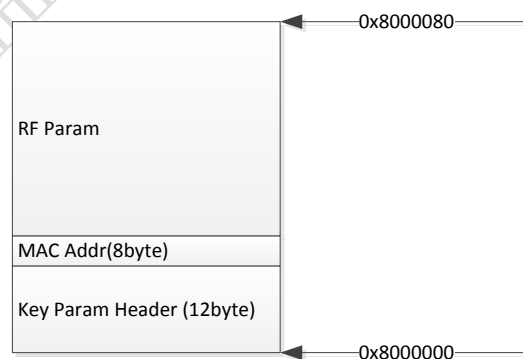 0x8000080
RF Param
MAC Addr(8byte)
Key Param Header (12byte)
0x8000000